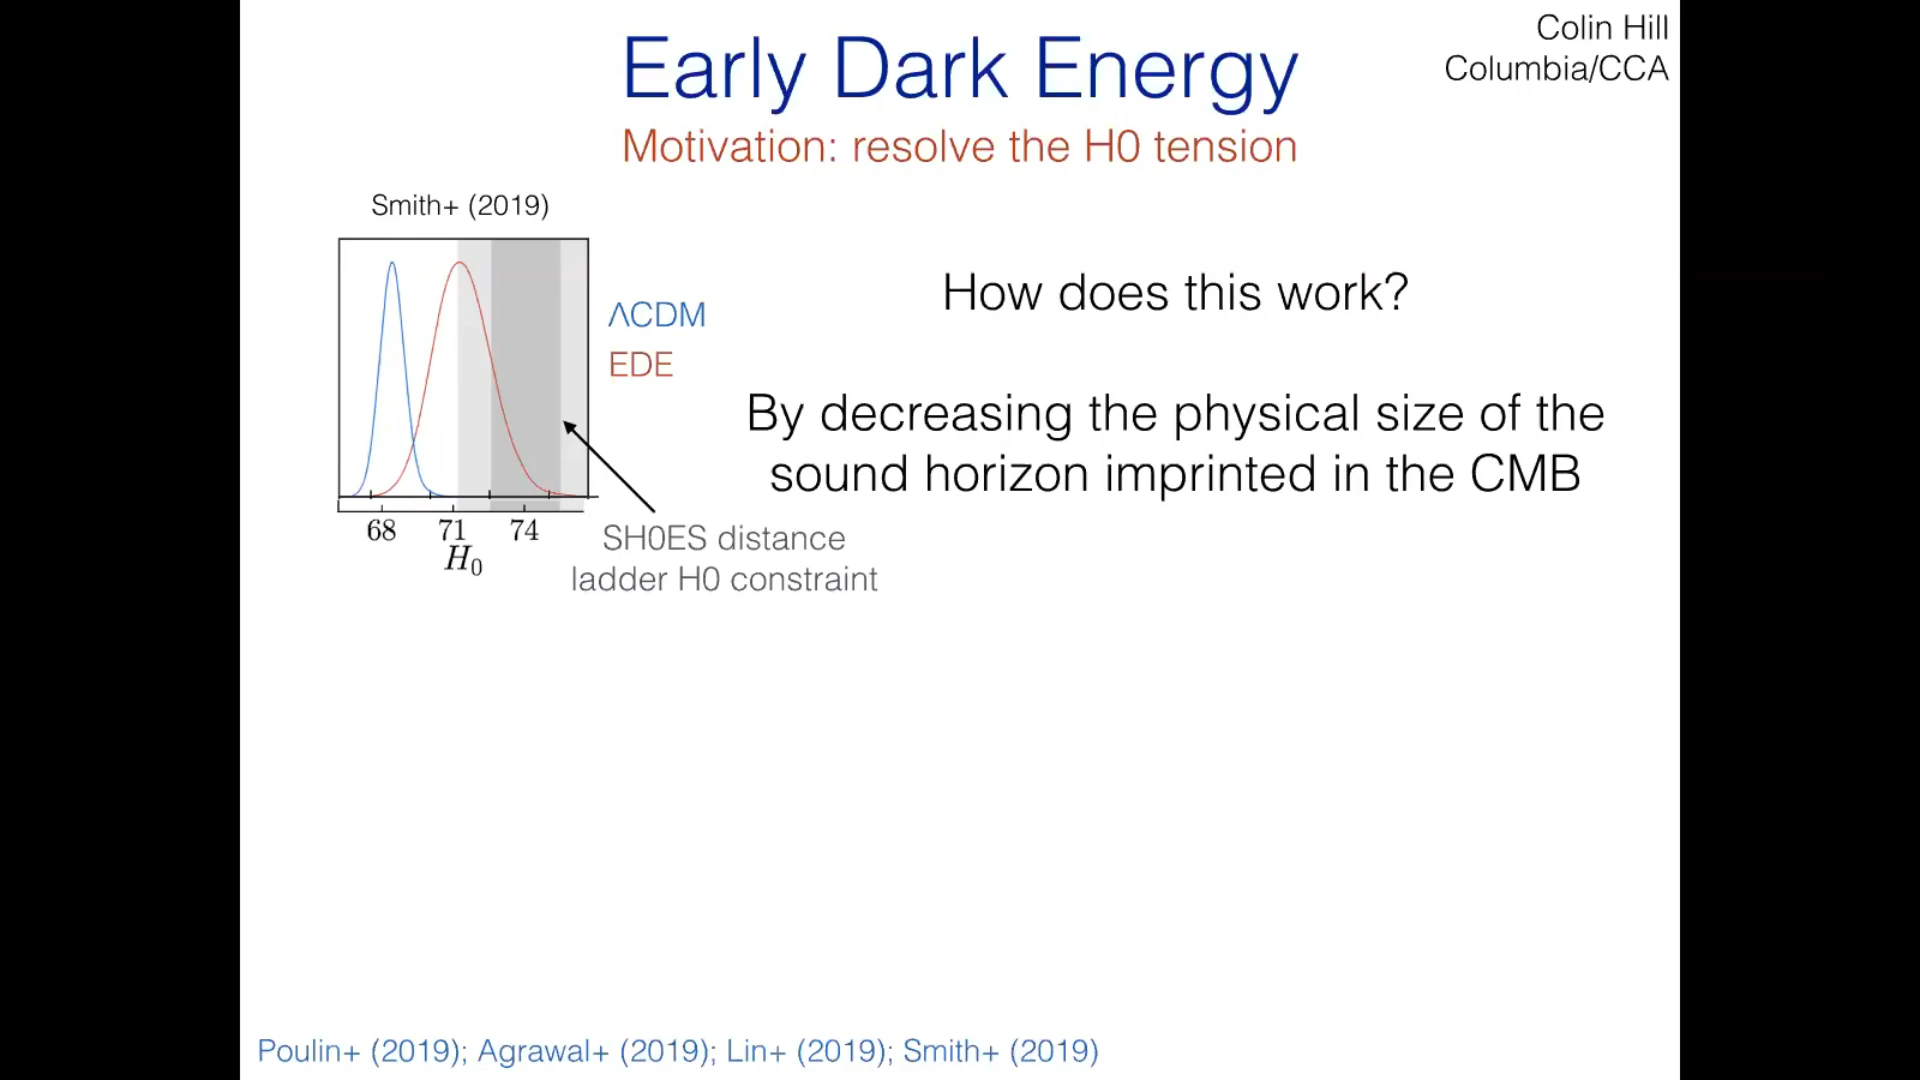 Colin Hill
Columbia/CCA
Early Dark Energy
Motivation: resolve the H0 tension
Smith+ (2019)
ΛCDM
EDE
68 71 74
H₀
SH0ES distance
ladder H0 constraint
How does this work?
By decreasing the physical size of the
sound horizon imprinted in the CMB
Poulin+ (2019); Agrawal+ (2019); Lin+ (2019); Smith+ (2019)